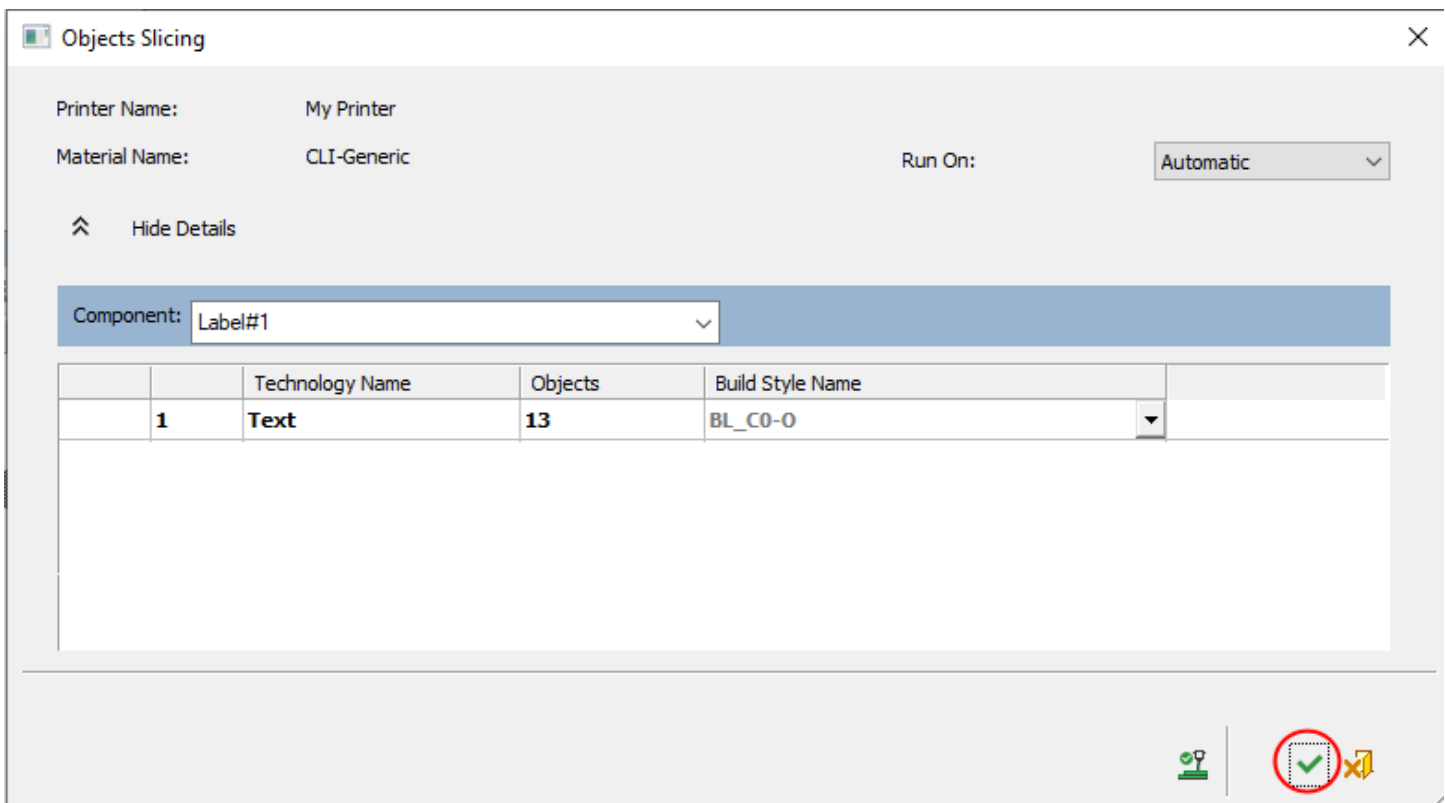 Objects Slicing
Printer Name: My Printer
Material Name: CLI-Generic Run On: Automatic
Hide Details
Component: Label#1
Technology Name Objects Build Style Name
1 Text 13 BL_C0-O